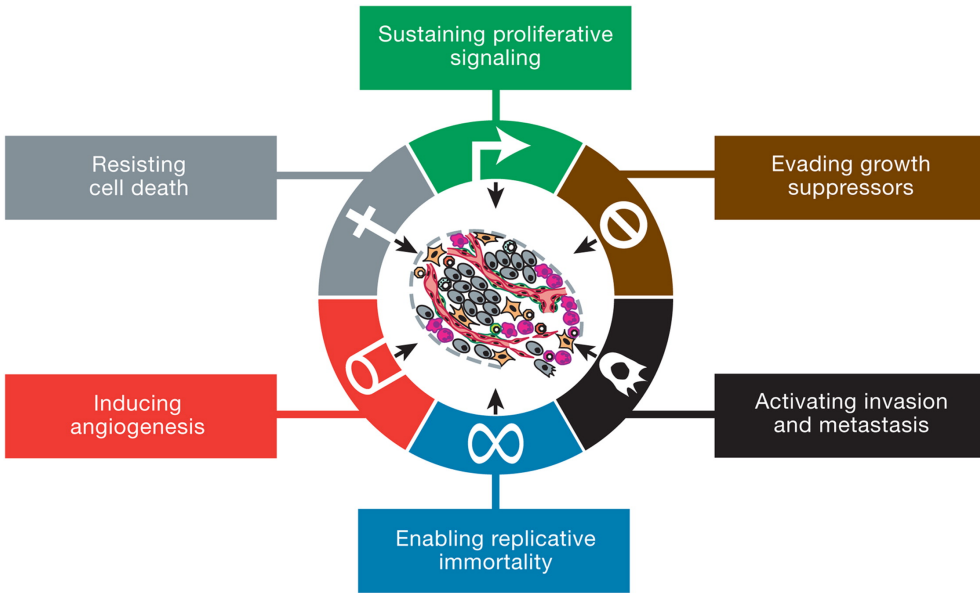 Sustaining proliferative
signaling
Resisting
cell death
Evading growth
suppressors
Inducing
angiogenesis
Activating invasion
and metastasis
Enabling replicative
immortality